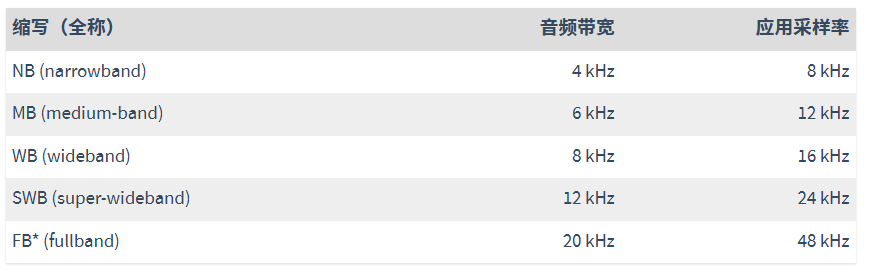 缩写（全称） 音频带宽 应用采样率
NB (narrowband) 4 kHz 8 kHz
MB (medium-band) 6 kHz 12 kHz
WB (wideband) 8 kHz 16 kHz
SWB (super-wideband) 12 kHz 24 kHz
FB* (fullband) 20 kHz 48 kHz